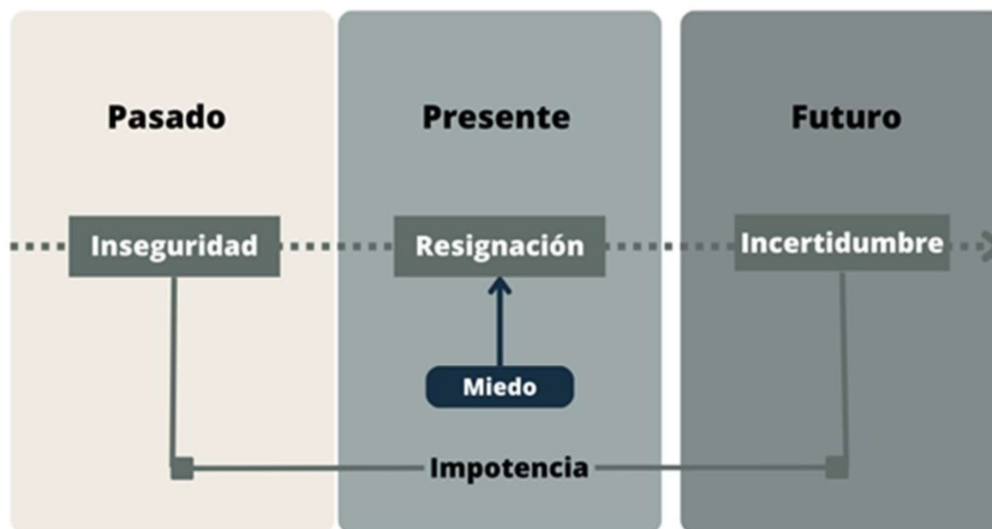 Pasado
Presente
Futuro
Inseguridad
Resignación
Incertidumbre
Miedo
Impotencia